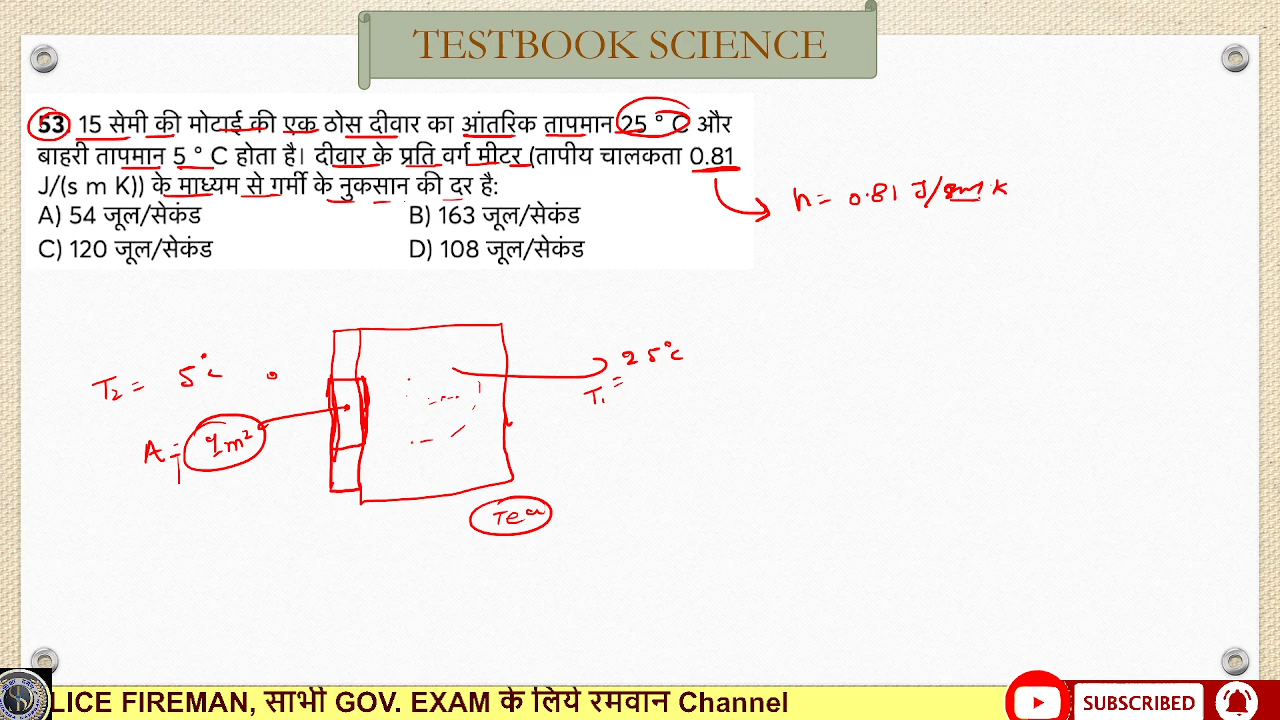 TESTBOOK SCIENCE
53) 15 सेमी की मोटाई की एक ठोस दीवार का आंतरिक तापमान 25 ° C और
बाहरी तापमान 5 ° C होता है। दीवार के प्रति वर्ग मीटर (तापीय चालकता 0.81
J/(s m K)) के माध्यम से गर्मी के नुकसान की दर है:
A) 54 जूल/सेकंड B) 163 जूल/सेकंड
C) 120 जूल/सेकंड D) 108 जूल/सेकंड
h = 0.81 J/sm K
T₂ = 5°C
T₁ = 25°C
A = 1m²
LICE FIREMAN, साभी GOV. EXAM के लिये रमवान Channel
SUBSCRIBED